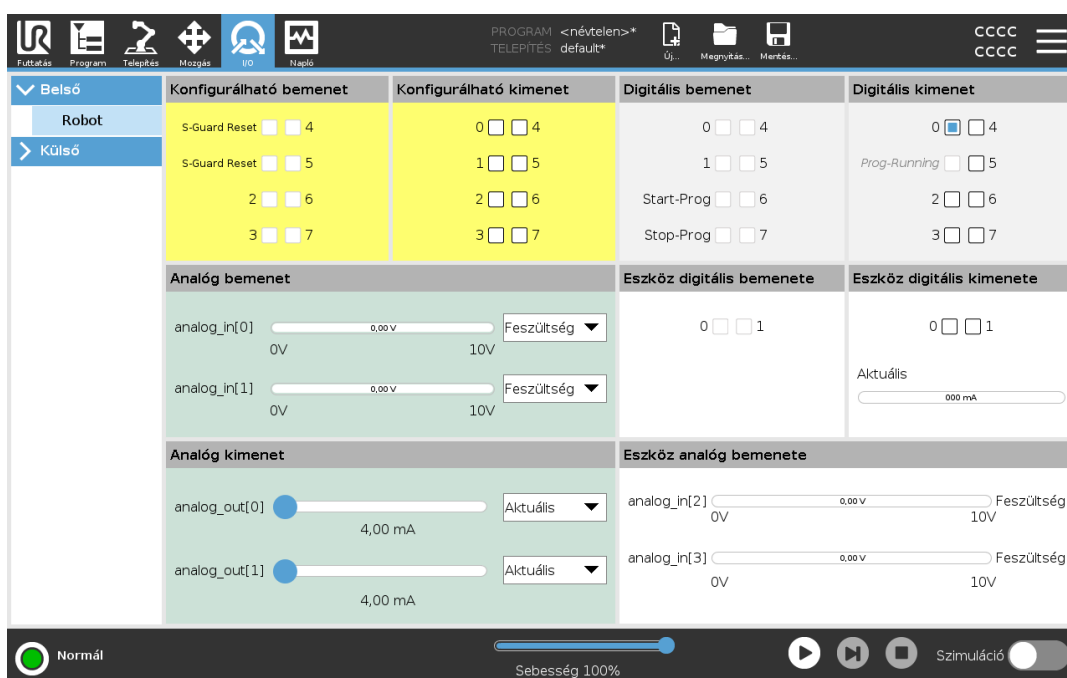 PROGRAM <névtelen>*
TELEPÍTÉS default*
CCCC
CCCC
Futtatás Program Telepítés Mozgás I/O Napló Új... Megnyitás... Mentés...
Belső
Robot
Külső
Konfigurálható bemenet
S-Guard Reset 4
S-Guard Reset 5
2 6
3 7
Konfigurálható kimenet
0 4
1 5
2 6
3 7
Digitális bemenet
0 4
1 5
Start-Prog 6
Stop-Prog 7
Digitális kimenet
0 4
Prog-Running 5
2 6
3 7
Analóg bemenet
analog_in[0] 0,00 V Feszültség
0V 10V
analog_in[1] 0,00 V Feszültség
0V 10V
Eszköz digitális bemenete
0 1
Eszköz digitális kimenete
0 1
Aktuális
000 mA
Analóg kimenet
analog_out[0] Aktuális
4,00 mA
analog_out[1] Aktuális
4,00 mA
Eszköz analóg bemenete
analog_in[2] 0,00 V Feszültség
0V 10V
analog_in[3] 0,00 V Feszültség
0V 10V
Normál
Sebesség 100%
Szimuláció